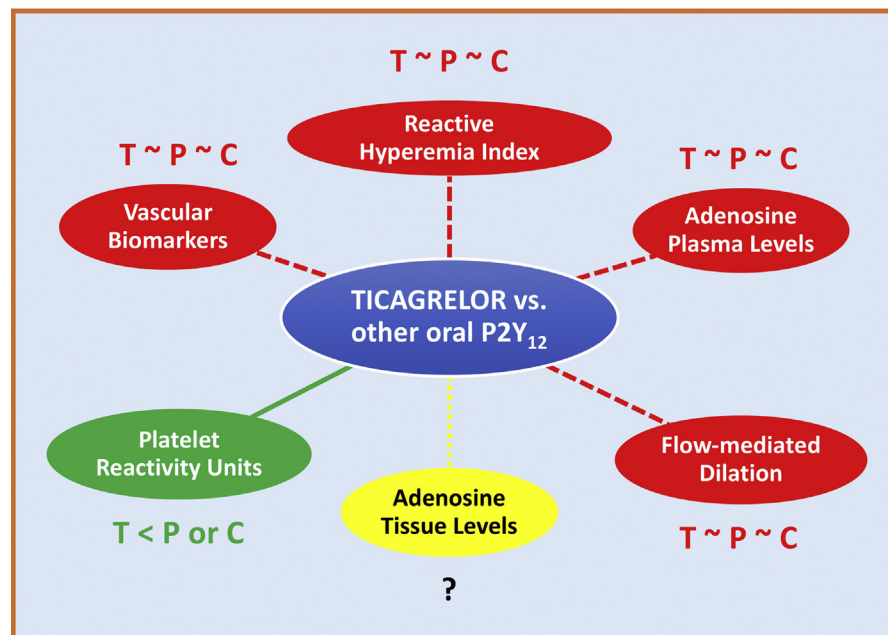 T ~ P ~ C
Reactive
Hyperemia Index
T ~ P ~ C
Vascular
Biomarkers
T ~ P ~ C
Adenosine
Plasma Levels
TICAGRELOR vs.
other oral P2Y₁₂
Platelet
Reactivity Units
T < P or C
Adenosine
Tissue Levels
?
Flow-mediated
Dilation
T ~ P ~ C